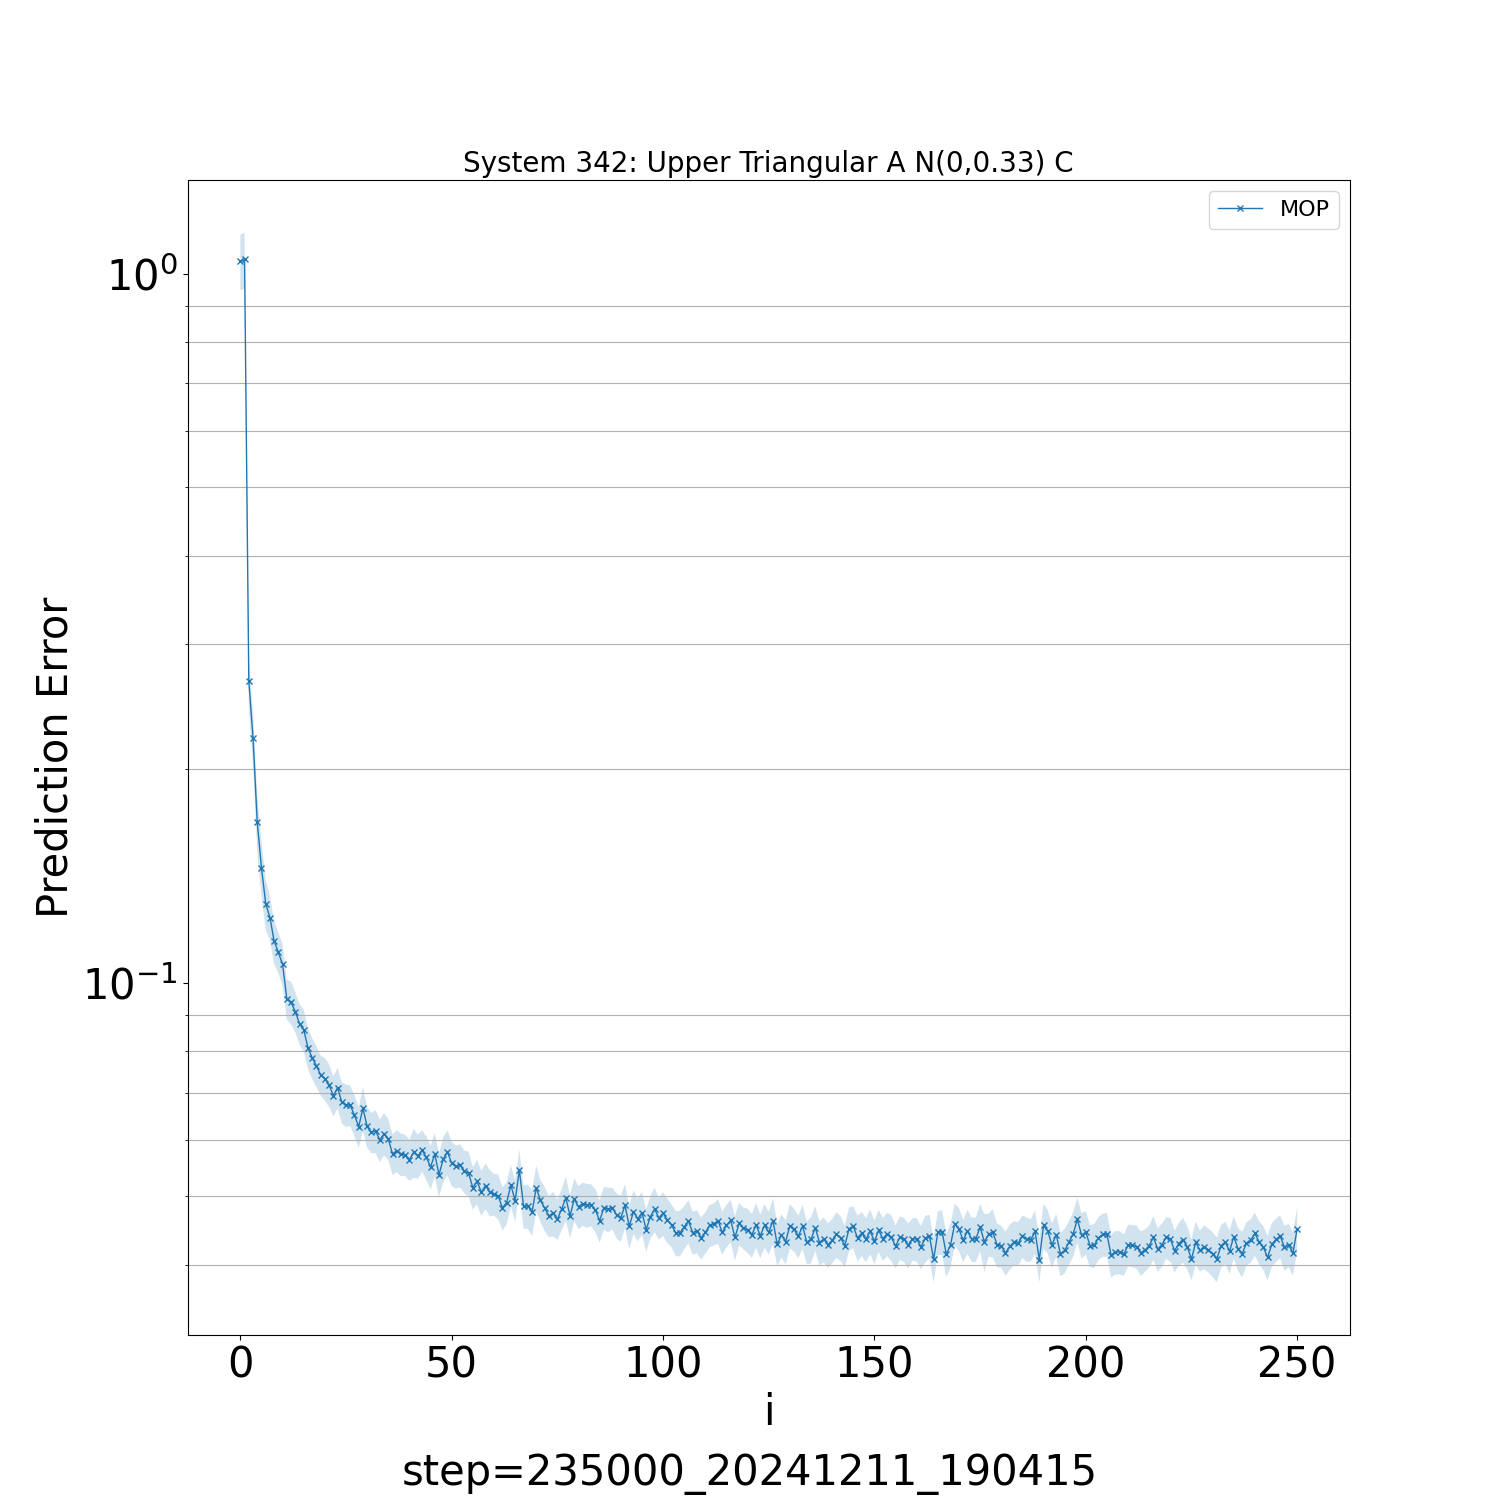 System 342: Upper Triangular A N(0,0.33) C
MOP
10⁰
10⁻¹
Prediction Error
0 50 100 150 200 250
i
step=235000_20241211_190415